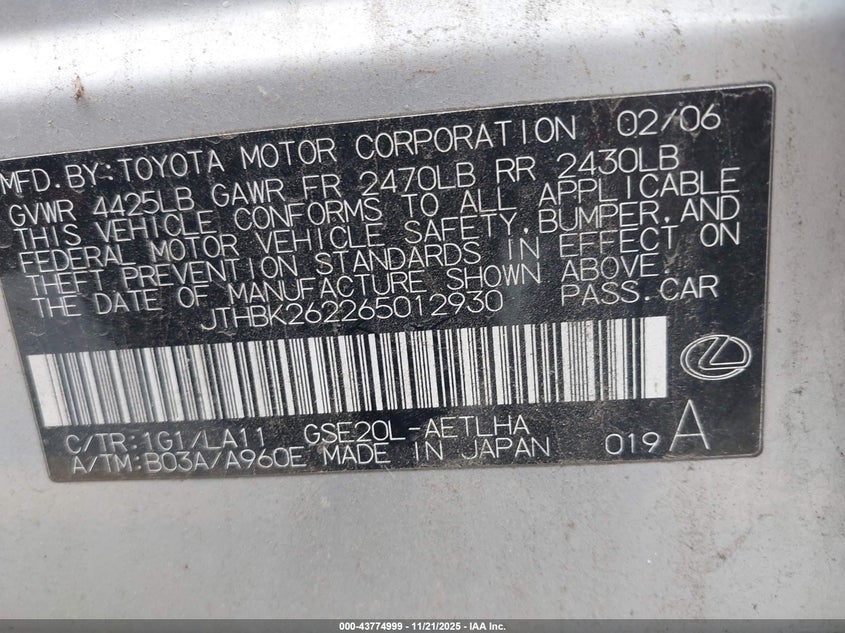 MFD. BY: TOYOTA MOTOR CORPORATION 02/06
GVWR 4425LB GAWR FR 2470LB RR 2430LB
THIS VEHICLE CONFORMS TO ALL APPLICABLE
FEDERAL MOTOR VEHICLE SAFETY, BUMPER, AND
THEFT PREVENTION STANDARDS IN EFFECT ON
THE DATE OF MANUFACTURE SHOWN ABOVE.
JTHBK262265012930 PASS.CAR
C/TR:1G1/LA11 GSE20L-AETLHA
A/TM:B03A/A960E MADE IN JAPAN 019 A
000-43774999 — 11/21/2025 — IAA Inc.